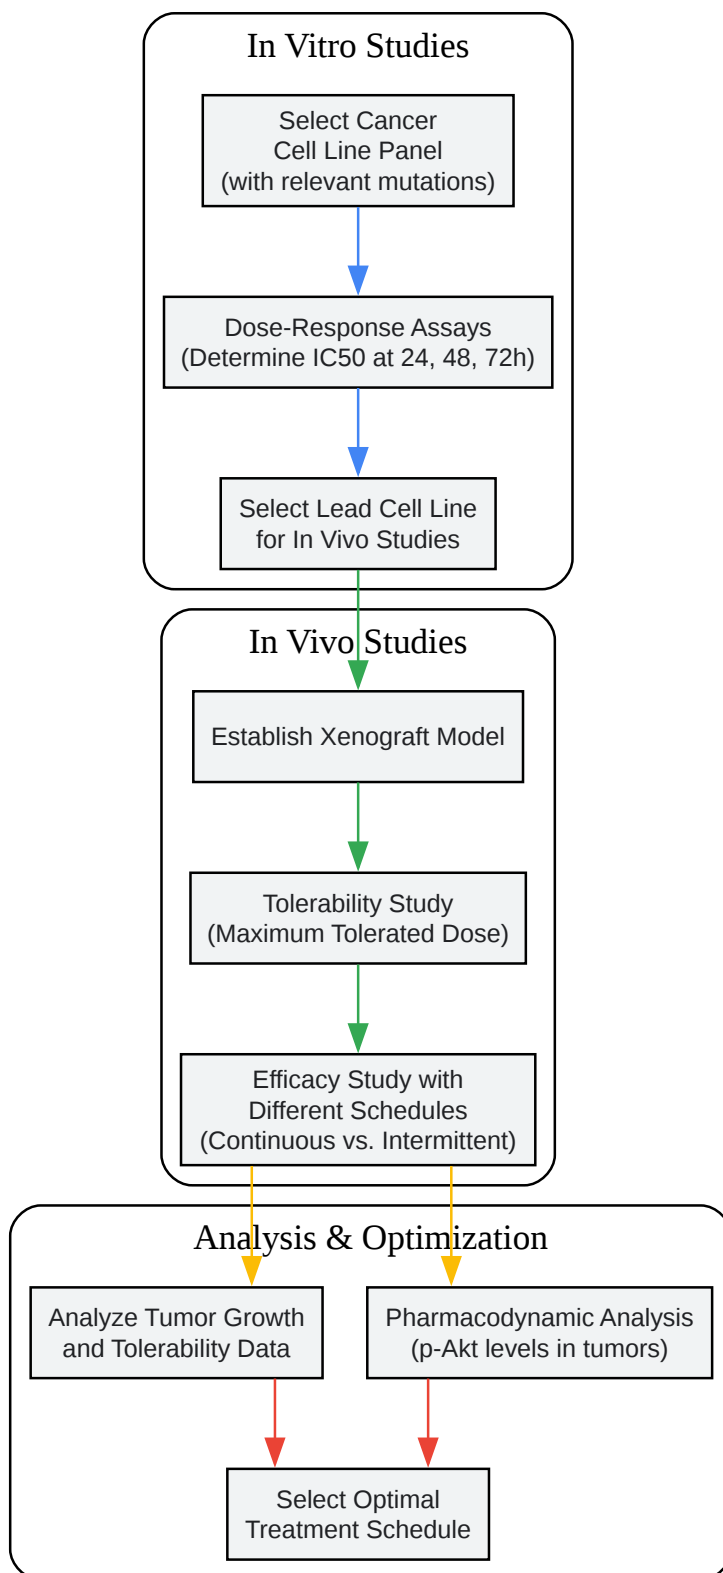 In Vitro Studies
Select Cancer
Cell Line Panel
(with relevant mutations)
Dose-Response Assays
(Determine IC50 at 24, 48, 72h)
Select Lead Cell Line
for In Vivo Studies
In Vivo Studies
Establish Xenograft Model
Tolerability Study
(Maximum Tolerated Dose)
Efficacy Study with
Different Schedules
(Continuous vs. Intermittent)
Analysis & Optimization
Analyze Tumor Growth
and Tolerability Data
Pharmacodynamic Analysis
(p-Akt levels in tumors)
Select Optimal
Treatment Schedule